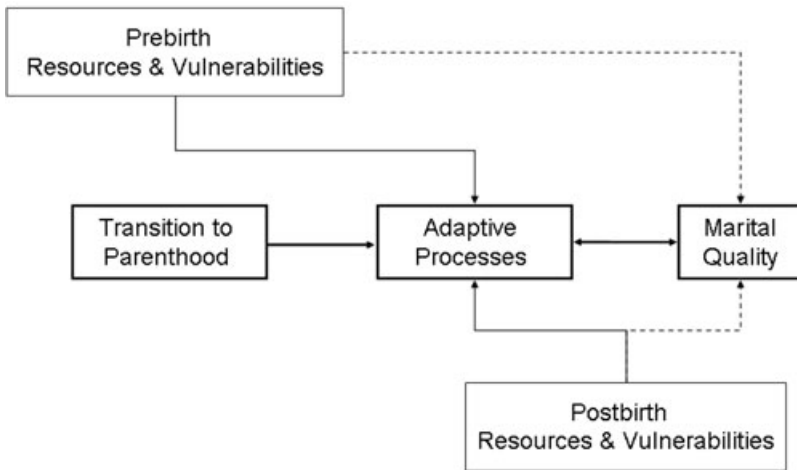 Prebirth
Resources & Vulnerabilities
Transition to
Parenthood
Adaptive
Processes
Marital
Quality
Postbirth
Resources & Vulnerabilities